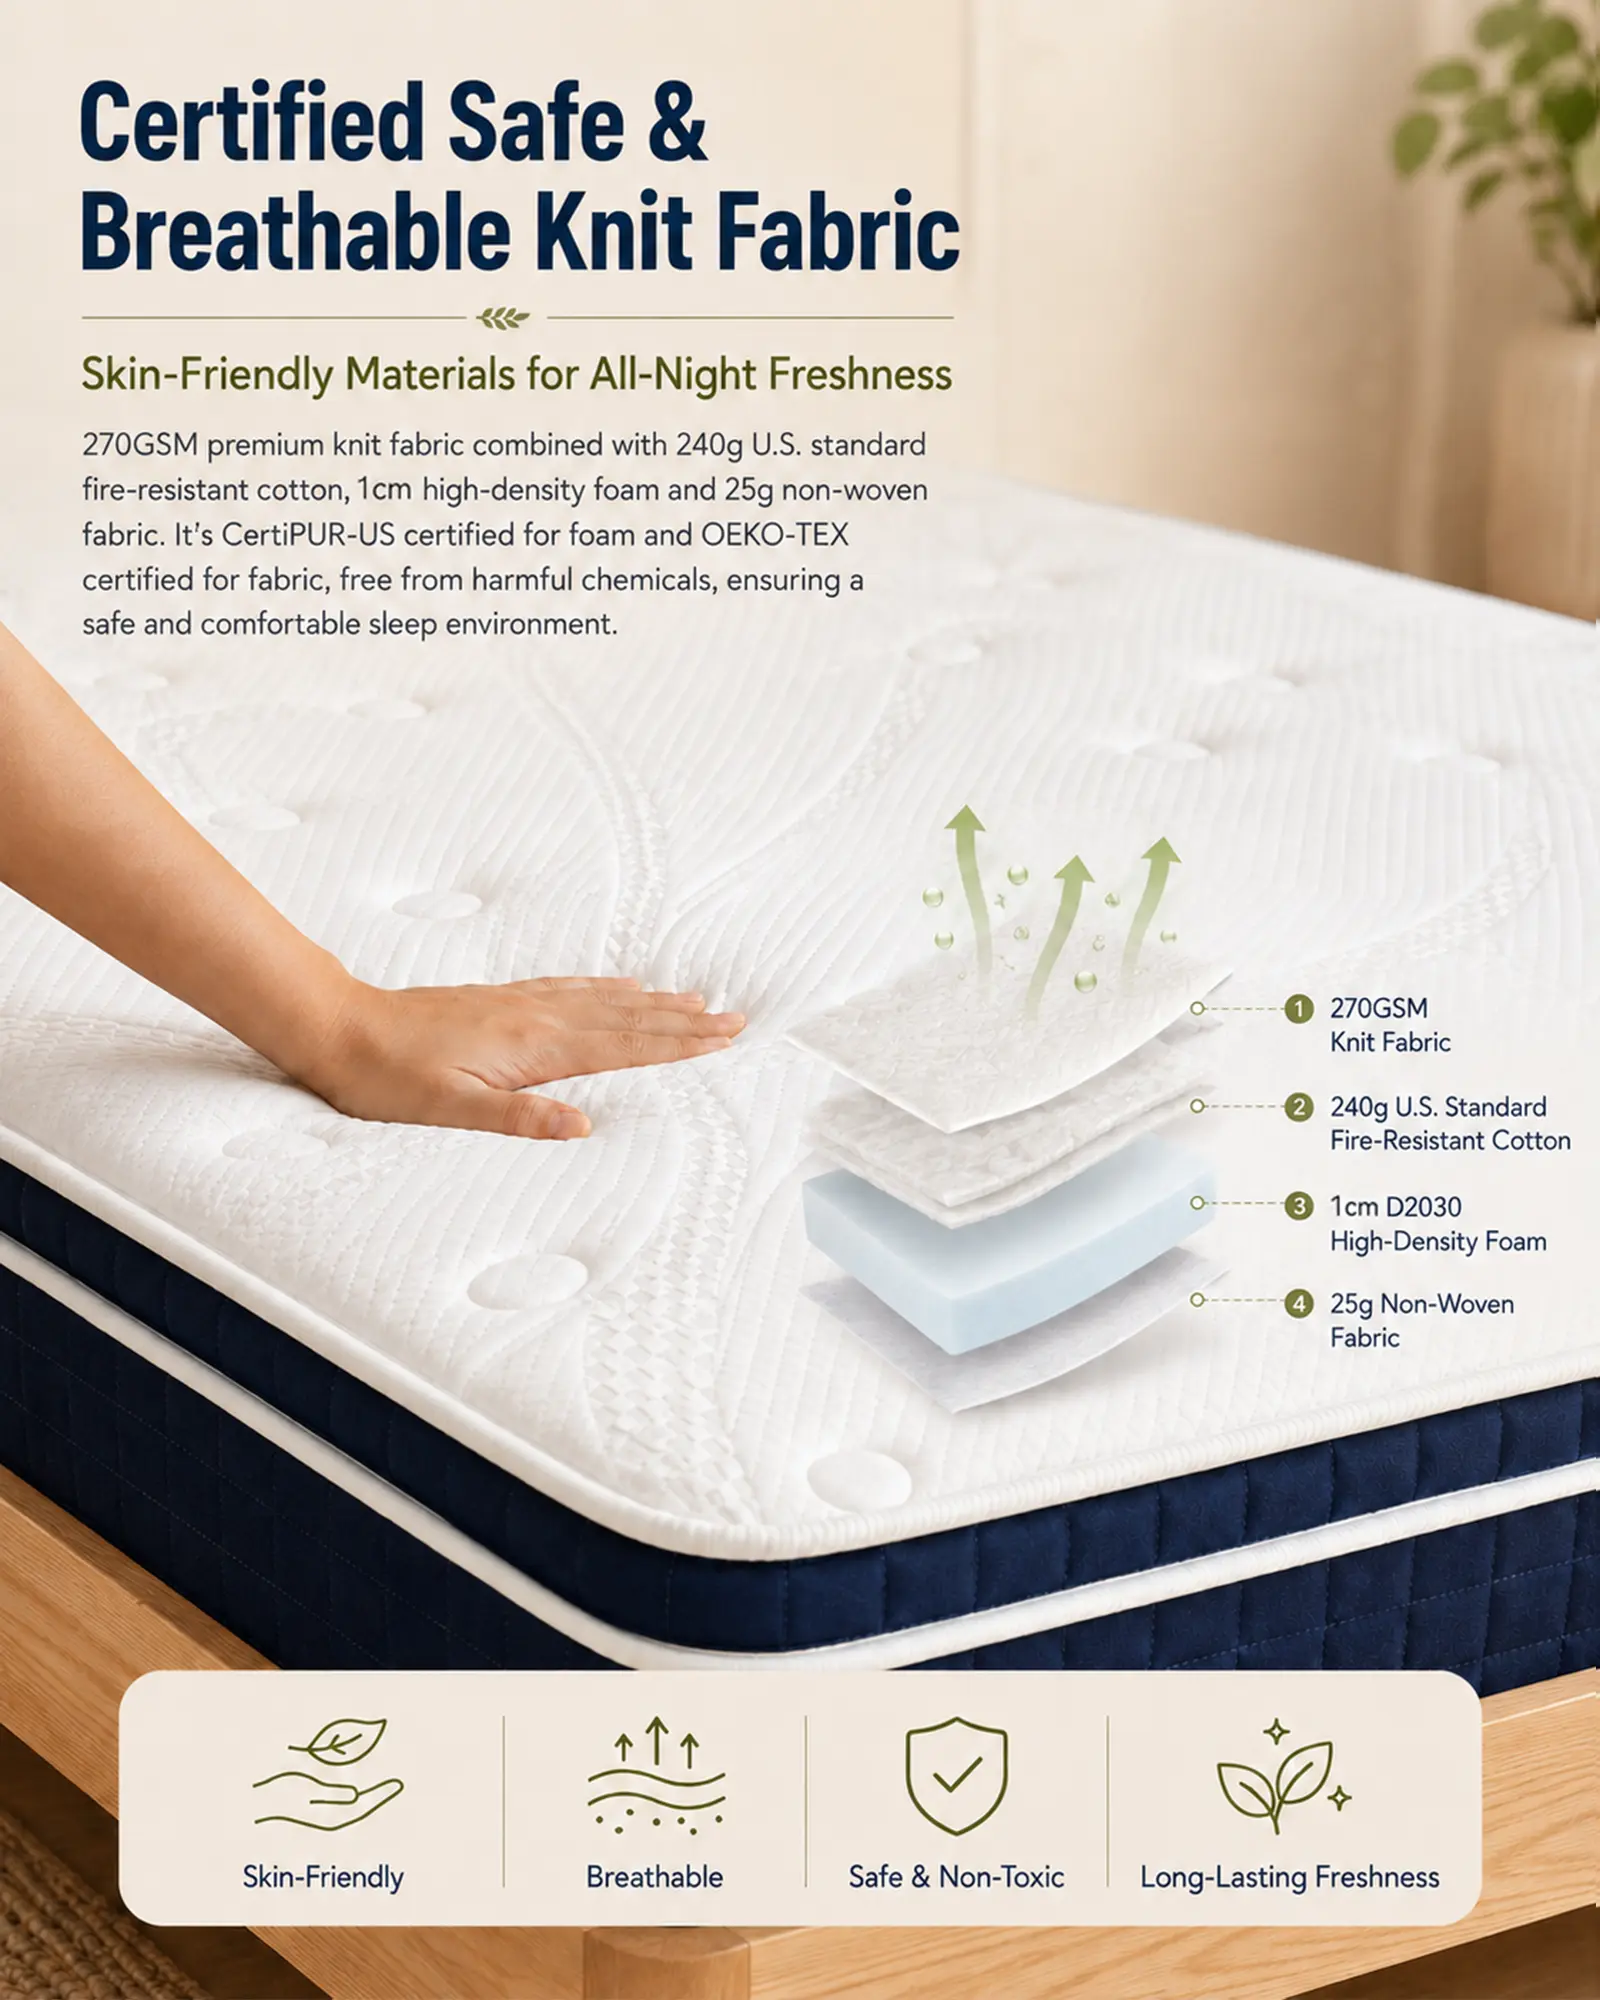 Certified Safe &
Breathable Knit Fabric
Skin-Friendly Materials for All-Night Freshness
270GSM premium knit fabric combined with 240g U.S. standard
fire-resistant cotton, 1cm high-density foam and 25g non-woven
fabric. It's CertiPUR-US certified for foam and OEKO-TEX
certified for fabric, free from harmful chemicals, ensuring a
safe and comfortable sleep environment.
1 270GSM
Knit Fabric
2 240g U.S. Standard
Fire-Resistant Cotton
3 1cm D2030
High-Density Foam
4 25g Non-Woven
Fabric
Skin-Friendly
Breathable
Safe & Non-Toxic
Long-Lasting Freshness